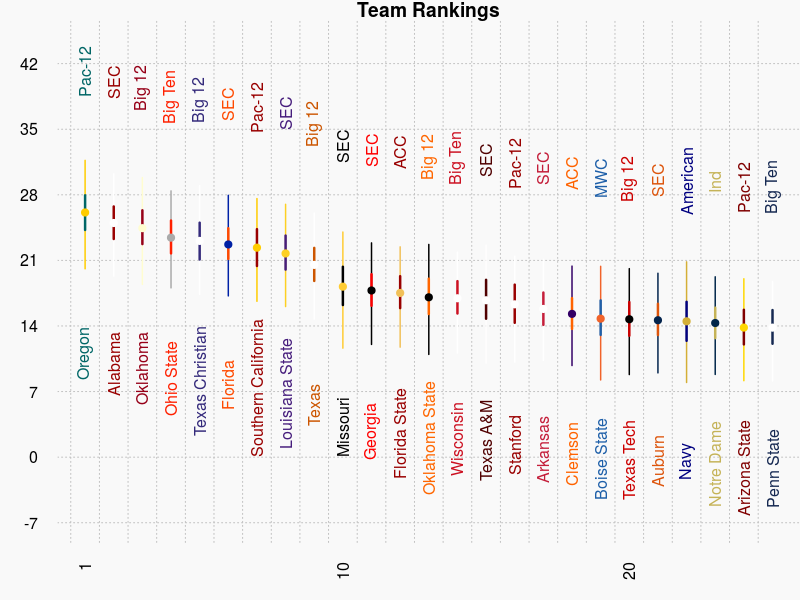 Team Rankings
42
35
28
21
14
7
0
-7
Pac-12
SEC
Big 12
Big Ten
Big 12
SEC
Pac-12
SEC
Big 12
SEC
SEC
ACC
Big 12
Big Ten
SEC
Pac-12
SEC
ACC
MWC
Big 12
SEC
American
Ind
Pac-12
Big Ten
Oregon
Alabama
Oklahoma
Ohio State
Texas Christian
Florida
Southern California
Louisiana State
Texas
Missouri
Georgia
Florida State
Oklahoma State
Wisconsin
Texas A&M
Stanford
Arkansas
Clemson
Boise State
Texas Tech
Auburn
Navy
Notre Dame
Arizona State
Penn State
1
10
20